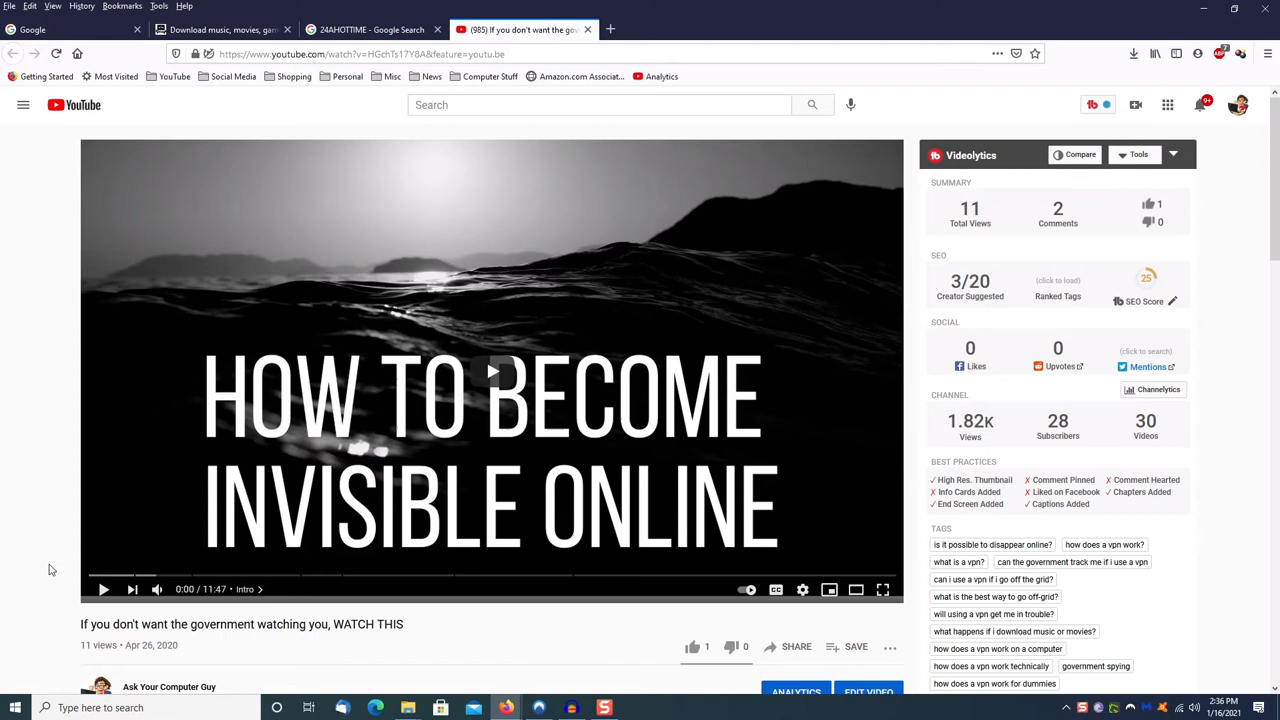 File Edit View History Bookmarks Tools Help
Google
Download music, movies, gam
24AHOTTIME - Google Search
(985) If you don't want the gov
https://www.youtube.com/watch?v=HGchTs17Y8A&feature=youtu.be
Getting Started Most Visited YouTube Social Media Shopping Personal Misc News Computer Stuff Amazon.com Associat... Analytics
YouTube
Search
9+
HOW TO BECOME
INVISIBLE ONLINE
0:00 / 11:47 Intro
If you don't want the government watching you, WATCH THIS
11 views • Apr 26, 2020
1 0 SHARE SAVE
Ask Your Computer Guy
ANALYTICS EDIT VIDEO
Videolytics Compare Tools
SUMMARY
11 2 1
Total Views Comments 0
SEO
3/20 (click to load) 25
Creator Suggested Ranked Tags SEO Score
SOCIAL
0 0 (click to search)
Likes Upvotes Mentions
CHANNEL Channelytics
1.82K 28 30
Views Subscribers Videos
BEST PRACTICES
✓ High Res. Thumbnail ✗ Comment Pinned ✗ Comment Hearted
✗ Info Cards Added ✗ Liked on Facebook ✓ Chapters Added
✓ End Screen Added ✓ Captions Added
TAGS
is it possible to disappear online? how does a vpn work?
what is a vpn? can the government track me if i use a vpn
can i use a vpn if i go off the grid?
what is the best way to go off-grid?
will using a vpn get me in trouble?
what happens if i download music or movies?
how does a vpn work on a computer
how does a vpn work technically government spying
how does a vpn work for dummies
Type here to search
2:36 PM
1/16/2021